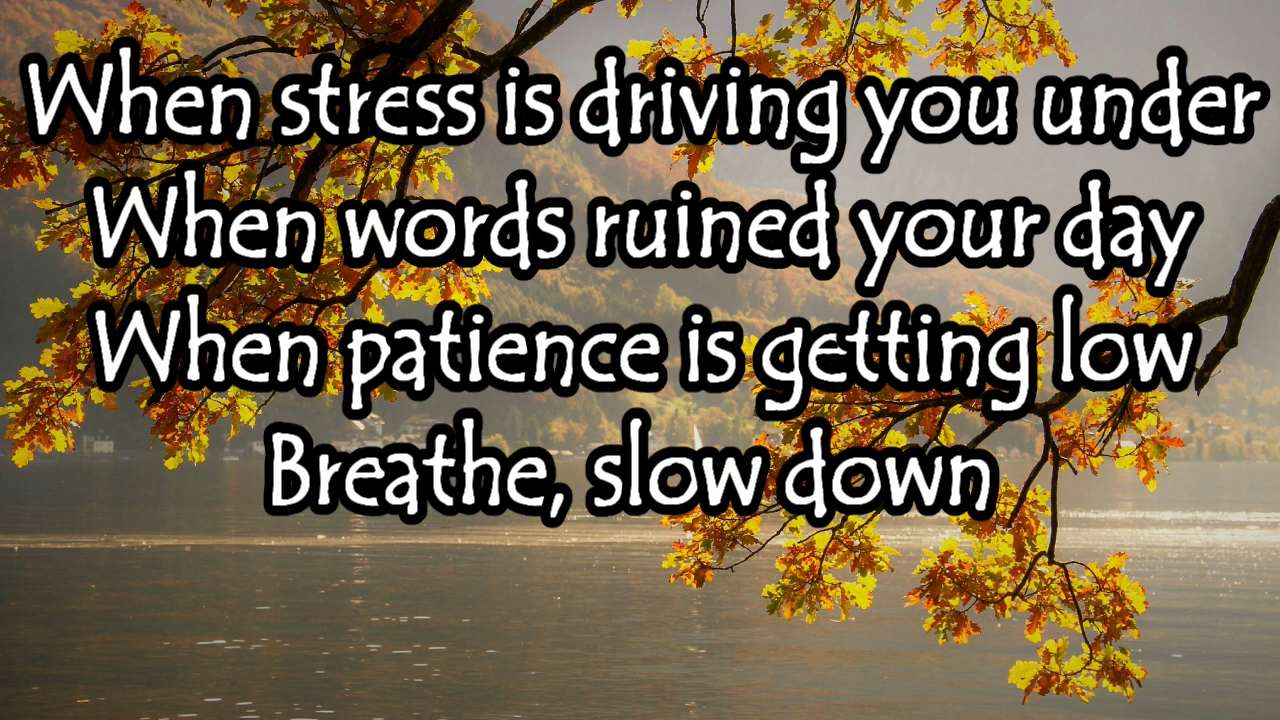 When stress is driving you under
When words ruined your day
When patience is getting low
Breathe, slow down